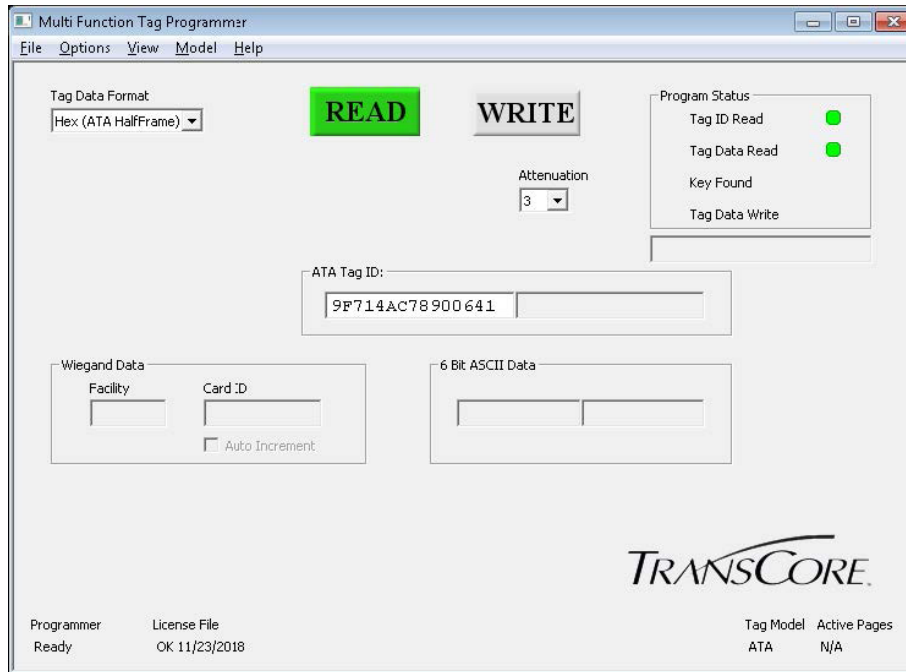 Multi Function Tag Programmer
File Options View Model Help
Tag Data Format
Hex (ATA HalfFrame)
READ
WRITE
Attenuation
3
Program Status
Tag ID Read
Tag Data Read
Key Found
Tag Data Write
ATA Tag ID:
9F714AC78900641
Wiegand Data
Facility Card ID
Auto Increment
6 Bit ASCII Data
TRANSCORE.
Programmer License File Tag Model Active Pages
Ready OK 11/23/2018 ATA N/A